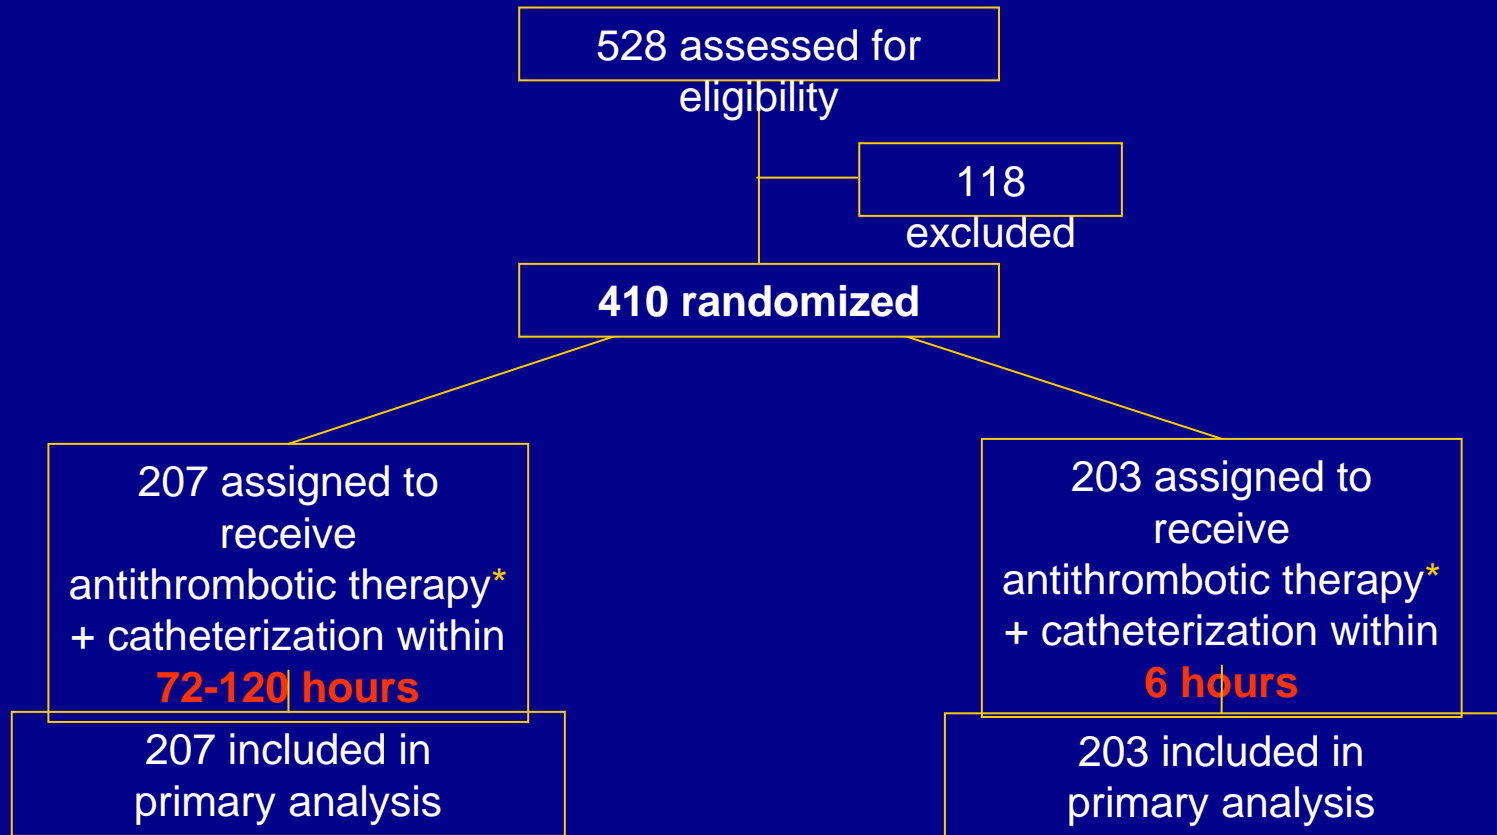 528 assessed for
eligibility
118
excluded
410 randomized
207 assigned to
receive
antithrombotic therapy*
+ catheterization within
72-120 hours
203 assigned to
receive
antithrombotic therapy*
+ catheterization within
6 hours
207 included in
primary analysis
203 included in
primary analysis